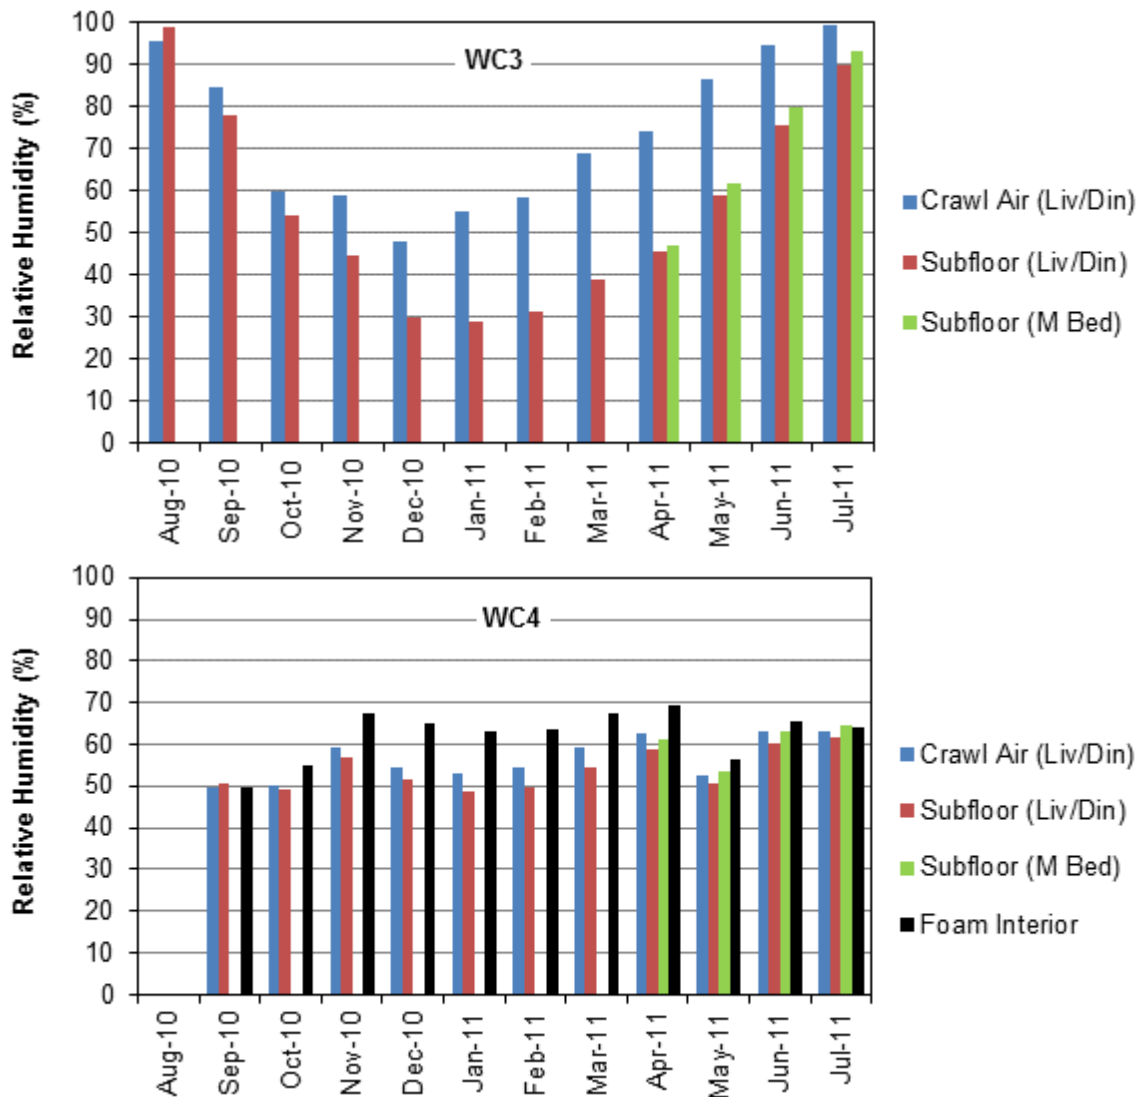 Relative Humidity (%)
100
90
80
70
60
50
40
30
20
10
0
WC3
Aug-10
Sep-10
Oct-10
Nov-10
Dec-10
Jan-11
Feb-11
Mar-11
Apr-11
May-11
Jun-11
Jul-11
Crawl Air (Liv/Din)
Subfloor (Liv/Din)
Subfloor (M Bed)
Relative Humidity (%)
100
90
80
70
60
50
40
30
20
10
0
WC4
Aug-10
Sep-10
Oct-10
Nov-10
Dec-10
Jan-11
Feb-11
Mar-11
Apr-11
May-11
Jun-11
Jul-11
Crawl Air (Liv/Din)
Subfloor (Liv/Din)
Subfloor (M Bed)
Foam Interior